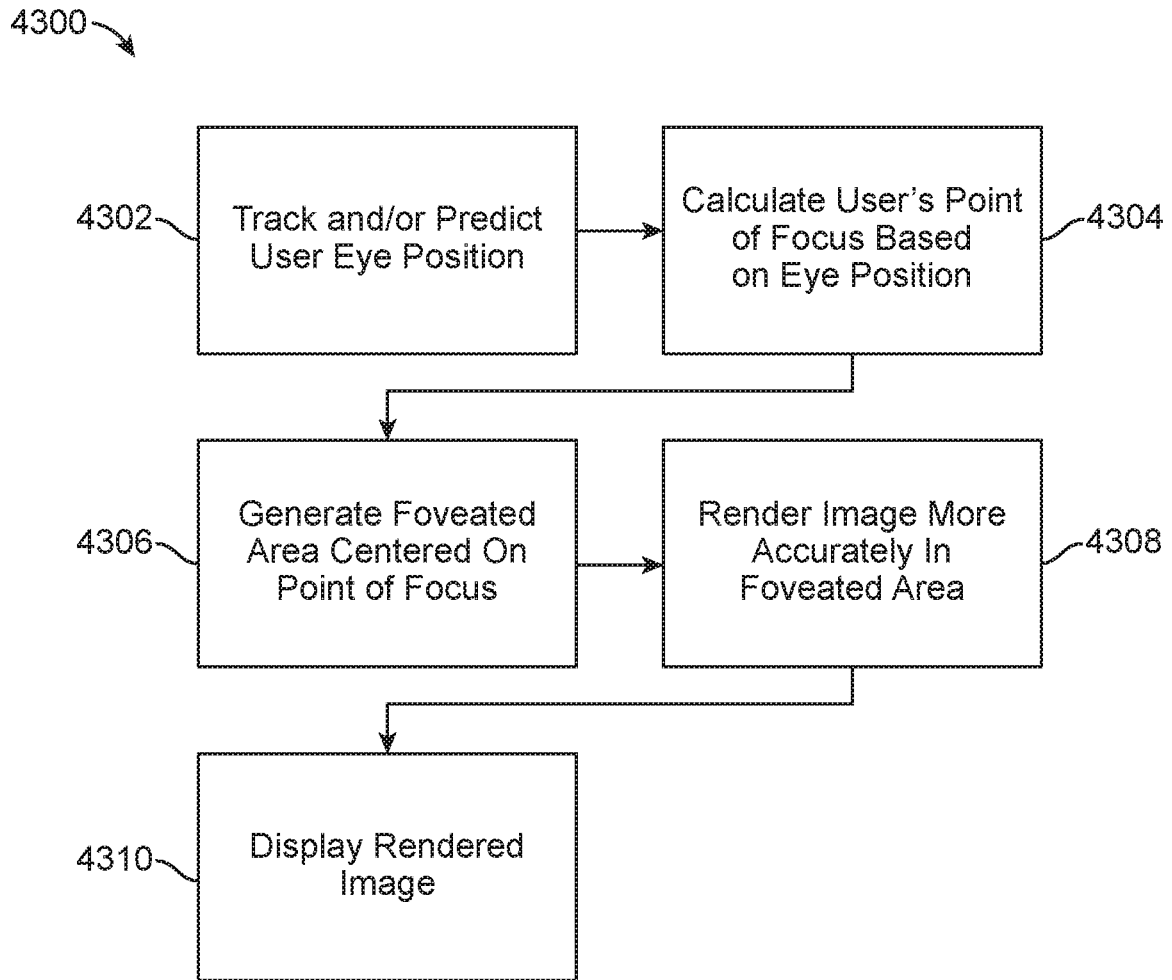 4300
4302
Track and/or Predict
User Eye Position
Calculate User's Point
of Focus Based
on Eye Position
4304
4306
Generate Foveated
Area Centered On
Point of Focus
Render Image More
Accurately In
Foveated Area
4308
4310
Display Rendered
Image